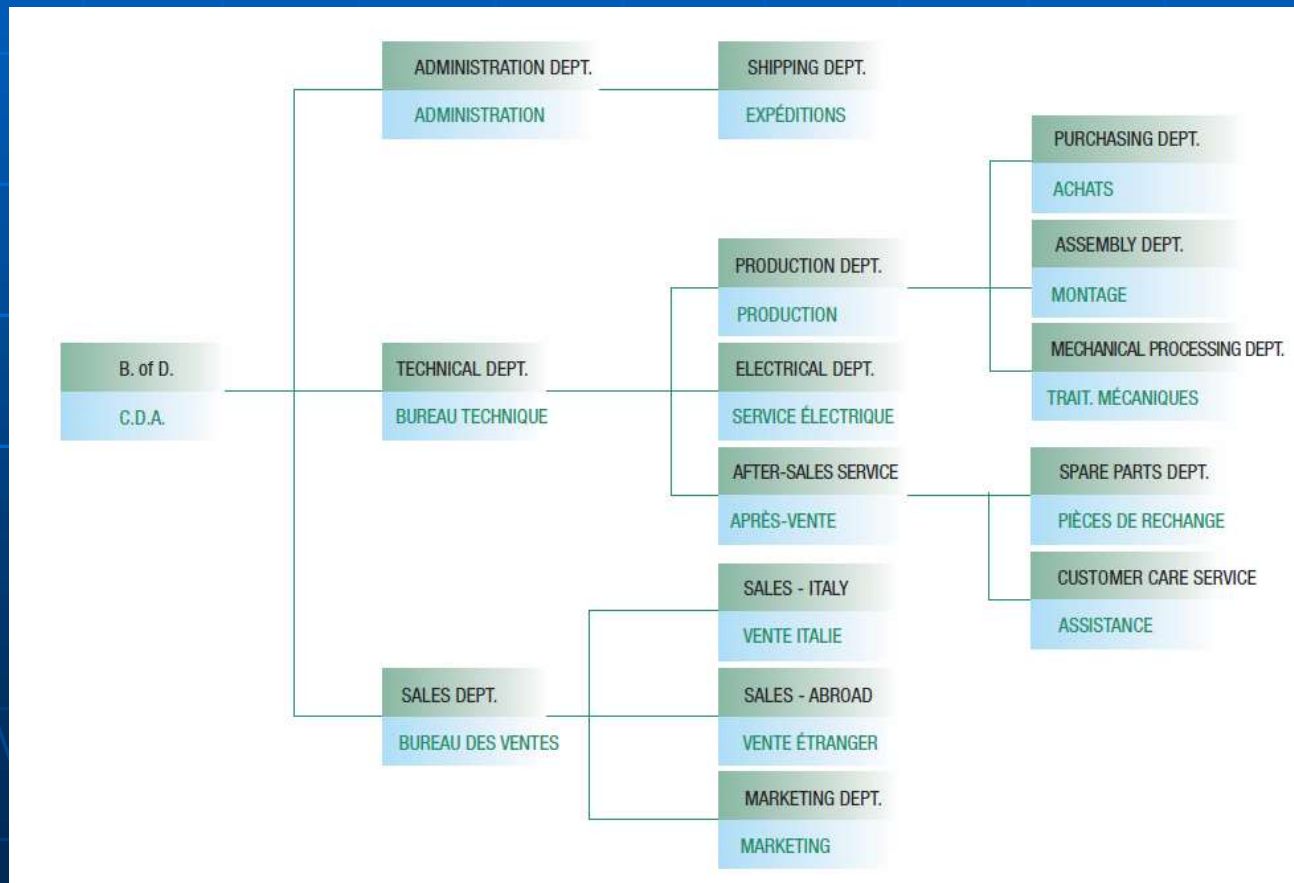 B. of D.
C.D.A.
ADMINISTRATION DEPT.
ADMINISTRATION
SHIPPING DEPT.
EXPÉDITIONS
TECHNICAL DEPT.
BUREAU TECHNIQUE
PRODUCTION DEPT.
PRODUCTION
PURCHASING DEPT.
ACHATS
ASSEMBLY DEPT.
MONTAGE
MECHANICAL PROCESSING DEPT.
TRAIT. MÉCANIQUES
ELECTRICAL DEPT.
SERVICE ÉLECTRIQUE
AFTER-SALES SERVICE
APRÈS-VENTE
SPARE PARTS DEPT.
PIÈCES DE RECHANGE
CUSTOMER CARE SERVICE
ASSISTANCE
SALES DEPT.
BUREAU DES VENTES
SALES - ITALY
VENTE ITALIE
SALES - ABROAD
VENTE ÉTRANGER
MARKETING DEPT.
MARKETING